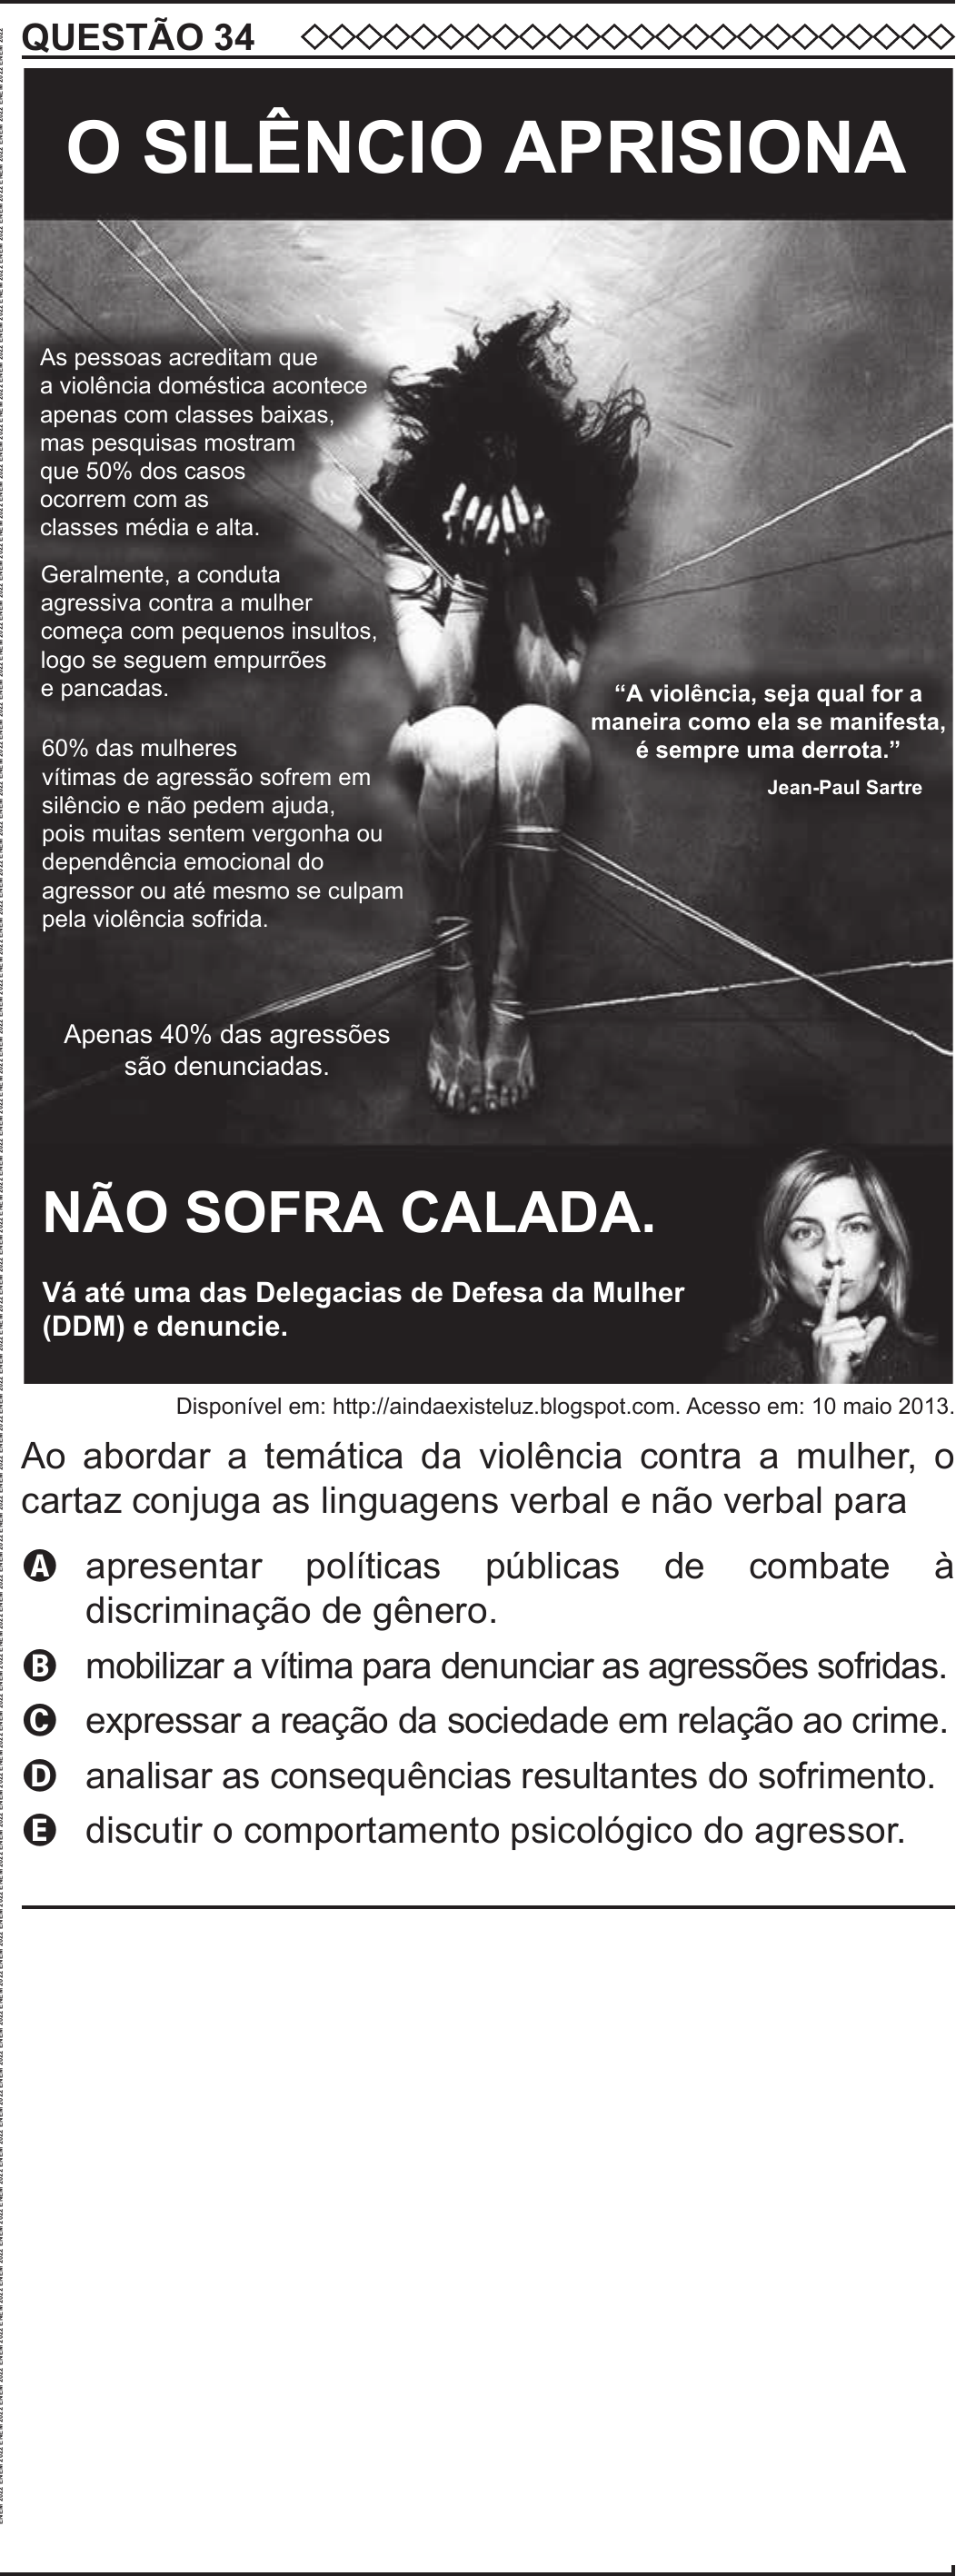 QUESTÃO 34
O SILÊNCIO APRISIONA
As pessoas acreditam que
a violência doméstica acontece
apenas com classes baixas,
mas pesquisas mostram
que 50% dos casos
ocorrem com as
classes média e alta.
Geralmente, a conduta
agressiva contra a mulher
começa com pequenos insultos,
logo se seguem empurrões
e pancadas.
60% das mulheres
vítimas de agressão sofrem em
silêncio e não pedem ajuda,
pois muitas sentem vergonha ou
dependência emocional do
agressor ou até mesmo se culpam
pela violência sofrida.
Apenas 40% das agressões
são denunciadas.
“A violência, seja qual for a
maneira como ela se manifesta,
é sempre uma derrota.”
Jean-Paul Sartre
NÃO SOFRA CALADA.
Vá até uma das Delegacias de Defesa da Mulher
(DDM) e denuncie.
Disponível em: http://aindaexisteluz.blogspot.com. Acesso em: 10 maio 2013.
Ao abordar a temática da violência contra a mulher, o
cartaz conjuga as linguagens verbal e não verbal para
A apresentar políticas públicas de combate à
discriminação de gênero.
B mobilizar a vítima para denunciar as agressões sofridas.
C expressar a reação da sociedade em relação ao crime.
D analisar as consequências resultantes do sofrimento.
E discutir o comportamento psicológico do agressor.